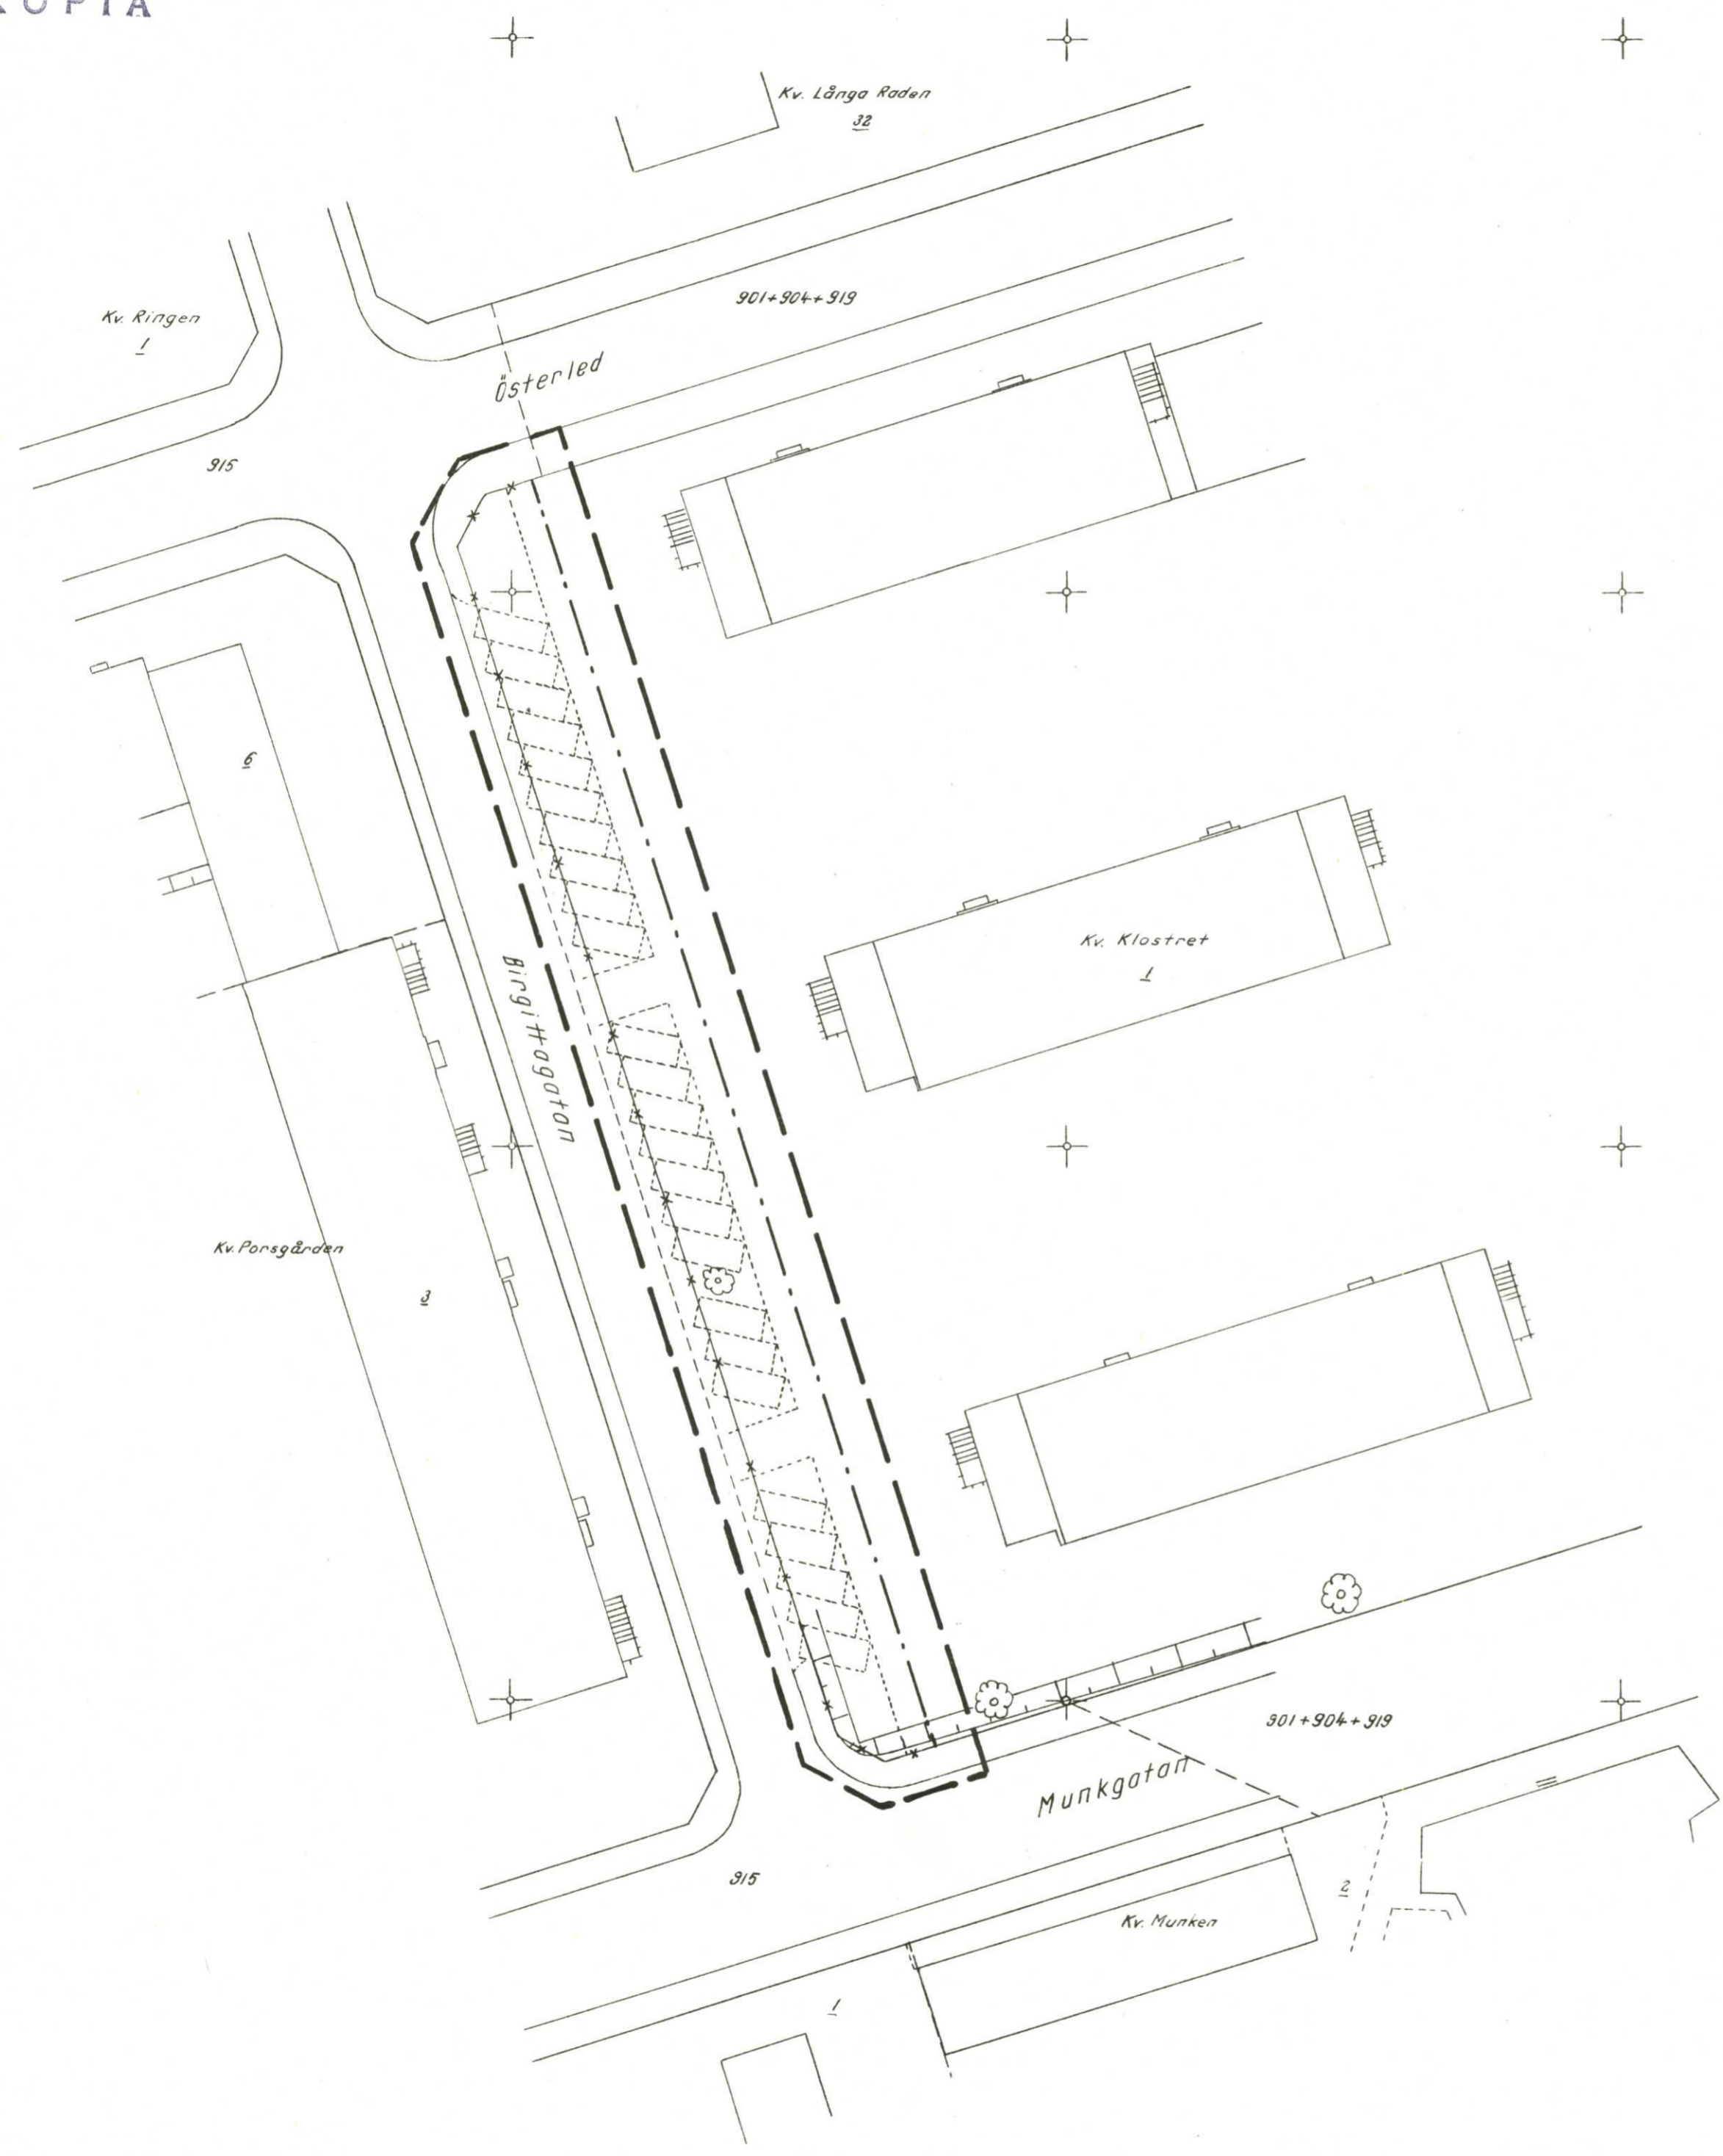 KOPIA
Kv. Långa Raden
32
901+904+919
Kv. Ringen
1
Österled
915
6
Kv. Klostret
1
Birgittagatan
Kv. Porsgården
3
901+904+919
Munkgatan
915
2
Kv. Munken
1